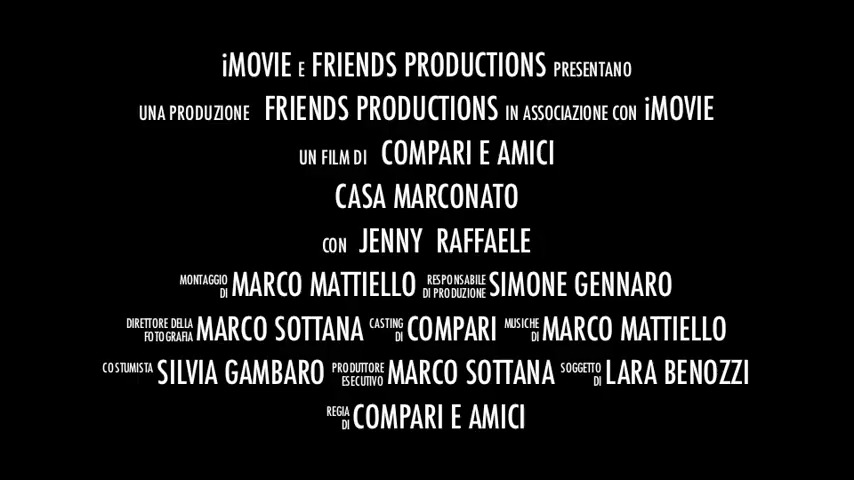 iMOVIE E FRIENDS PRODUCTIONS PRESENTANO
UNA PRODUZIONE FRIENDS PRODUCTIONS IN ASSOCIAZIONE CON iMOVIE
UN FILM DI COMPARI E AMICI
CASA MARCONATO
CON JENNY RAFFAELE
MONTAGGIO DI MARCO MATTIELLO RESPONSABILE DI PRODUZIONE SIMONE GENNARO
DIRETTORE DELLA FOTOGRAFIA MARCO SOTTANA CASTING DI COMPARI MUSICHE DI MARCO MATTIELLO
COSTUMISTA SILVIA GAMBARO PRODUTTORE ESECUTIVO MARCO SOTTANA SOGGETTO DI LARA BENOZZI
REGIA DI COMPARI E AMICI